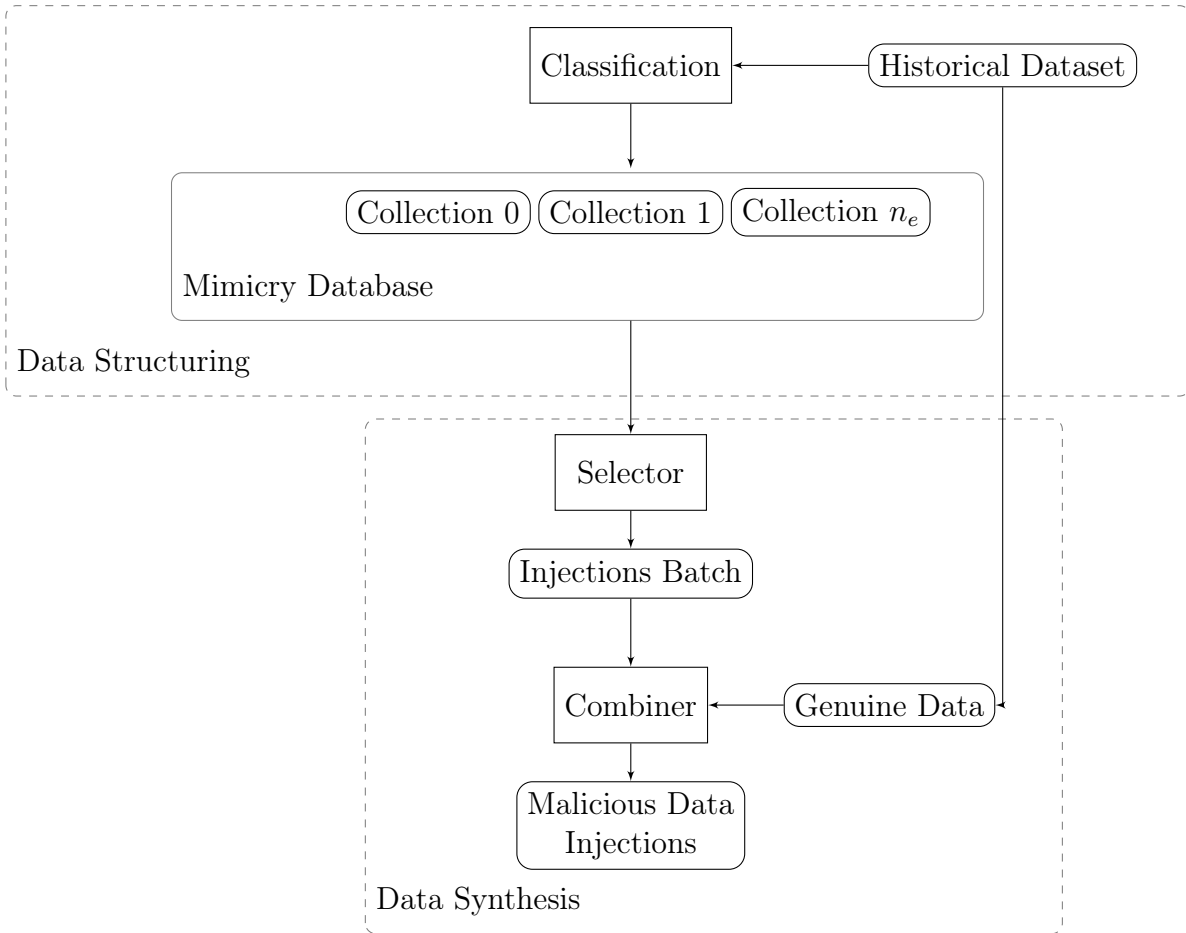 Classification
Historical Dataset
Collection 0
Collection 1
Collection $n_e$
Mimicry Database
Data Structuring
Selector
Injections Batch
Combiner
Genuine Data
Malicious Data
Injections
Data Synthesis